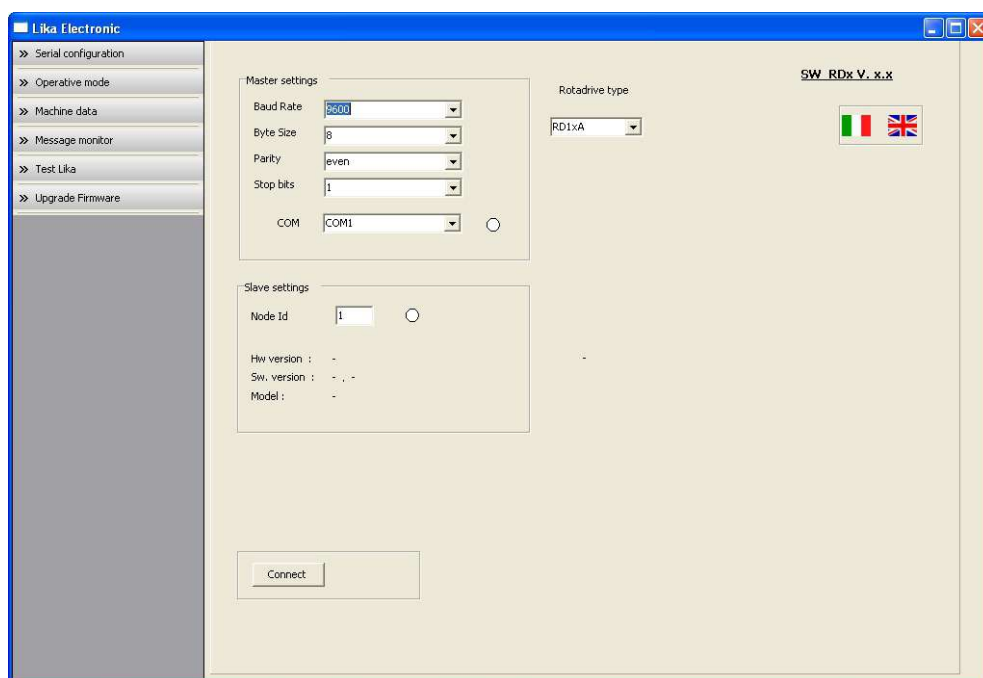 Lika Electronic
» Serial configuration
» Operative mode
» Machine data
» Message monitor
» Test Lika
» Upgrade Firmware
SW RDx V. x.x
Master settings
Baud Rate 9600
Byte Size 8
Parity even
Stop bits 1
COM COM1
Rotadrive type
RD1xA
Slave settings
Node Id 1
Hw version : -
Sw. version : - . -
Model : -
-
Connect